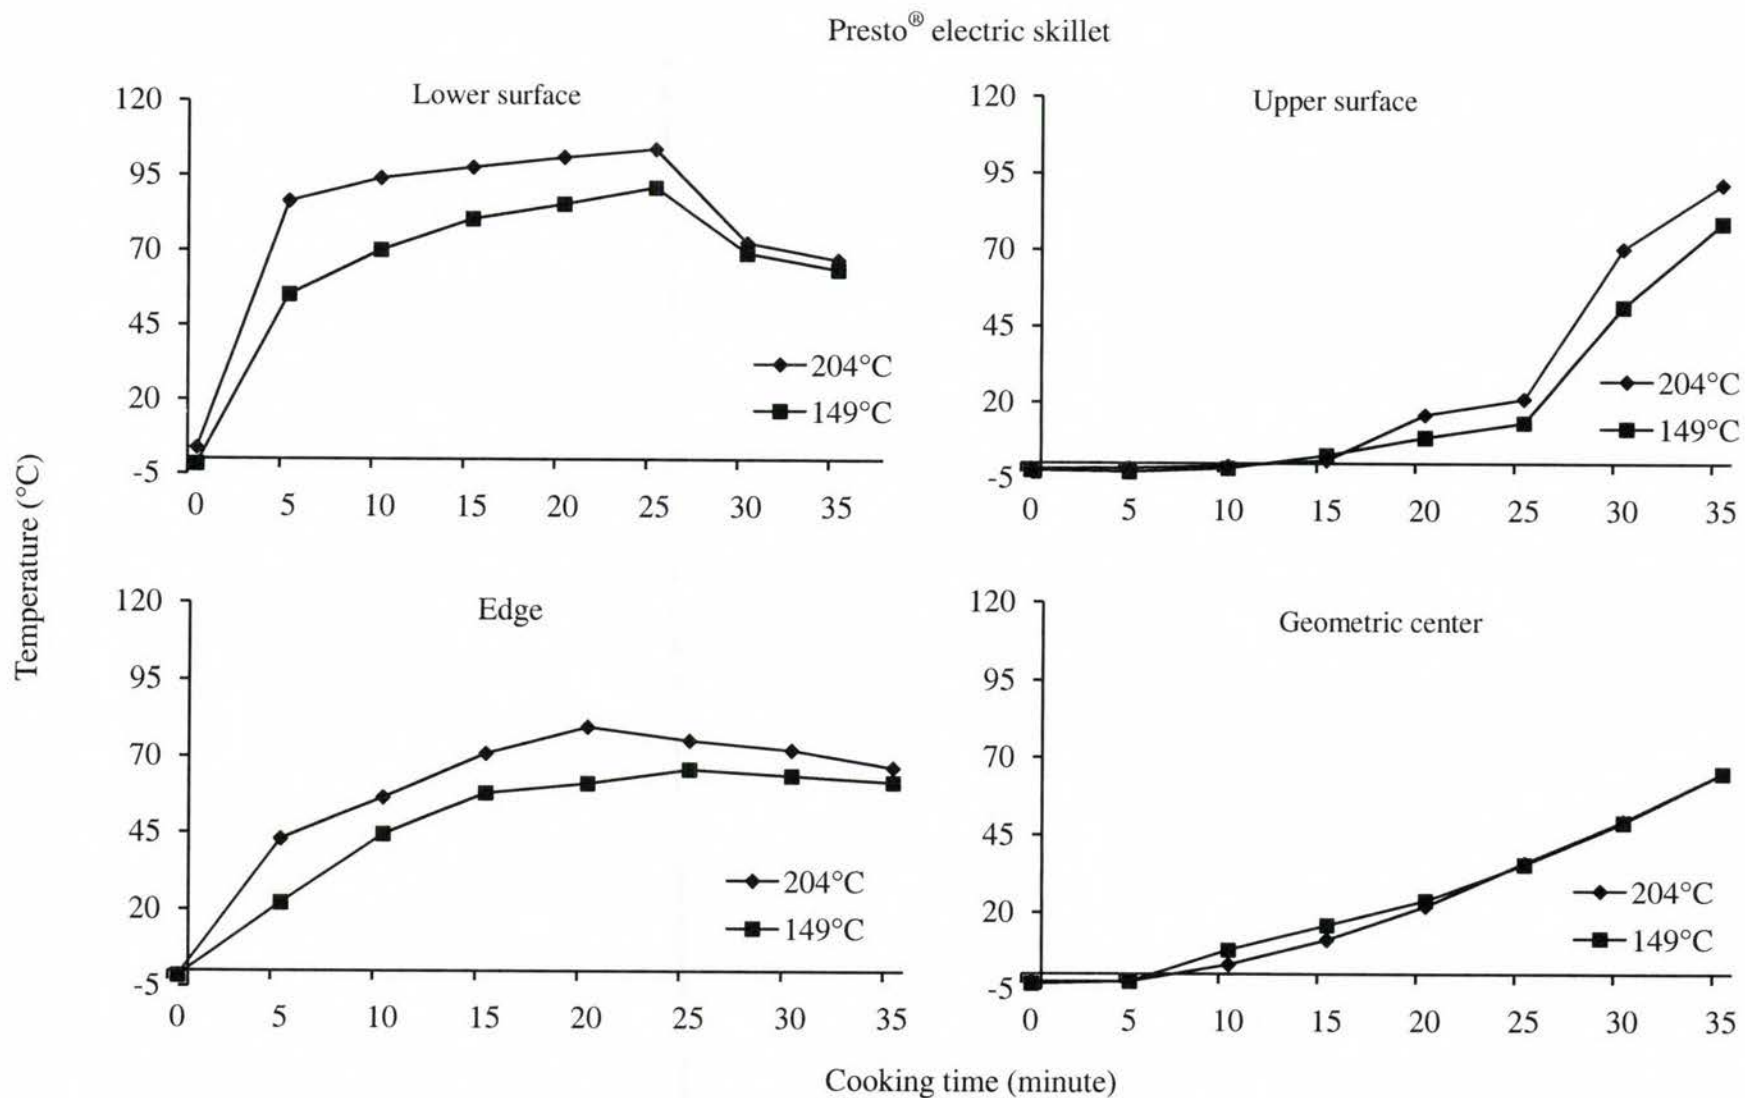 Presto® electric skillet
Lower surface
120
95
70
45
20
-5
204°C
149°C
0 5 10 15 20 25 30 35
Upper surface
120
95
70
45
20
-5
204°C
149°C
0 5 10 15 20 25 30 35
Temperature (°C)
Edge
120
95
70
45
20
-5
204°C
149°C
0 5 10 15 20 25 30 35
Geometric center
120
95
70
45
20
-5
204°C
149°C
0 5 10 15 20 25 30 35
Cooking time (minute)